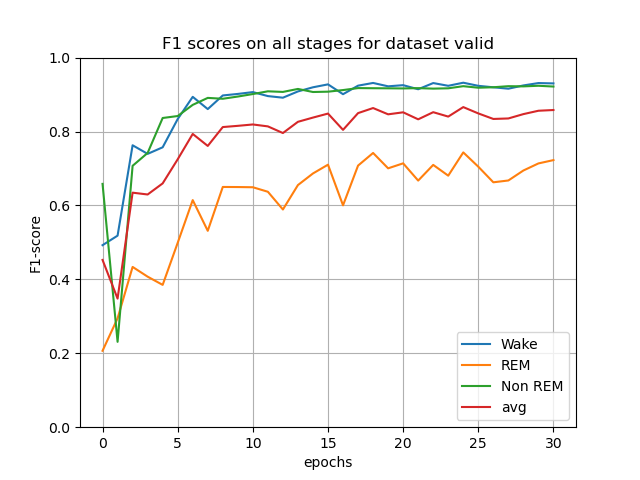 F1 scores on all stages for dataset valid
1.0
0.8
0.6
0.4
0.2
0.0
F1-score
0 5 10 15 20 25 30
epochs
Wake
REM
Non REM
avg